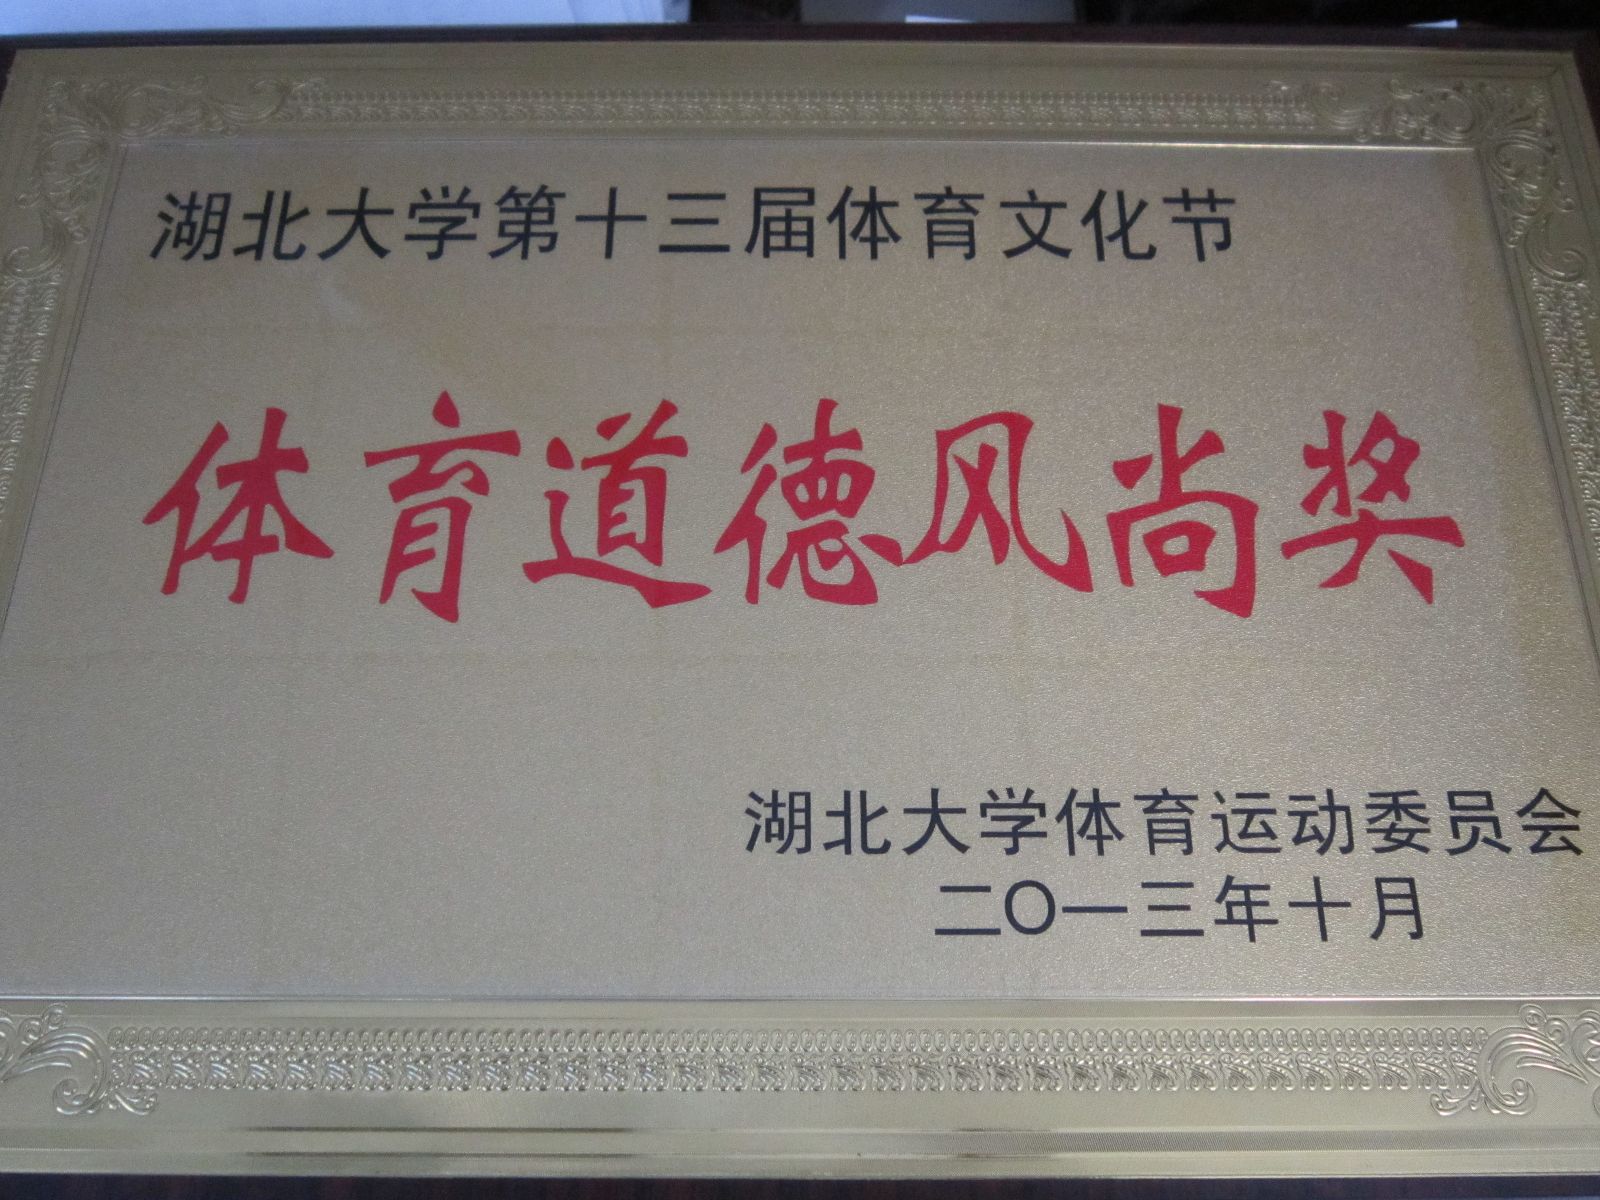 湖北大学第十三届体育文化节
体育道德风尚奖
湖北大学体育运动委员会
二〇一三年十月